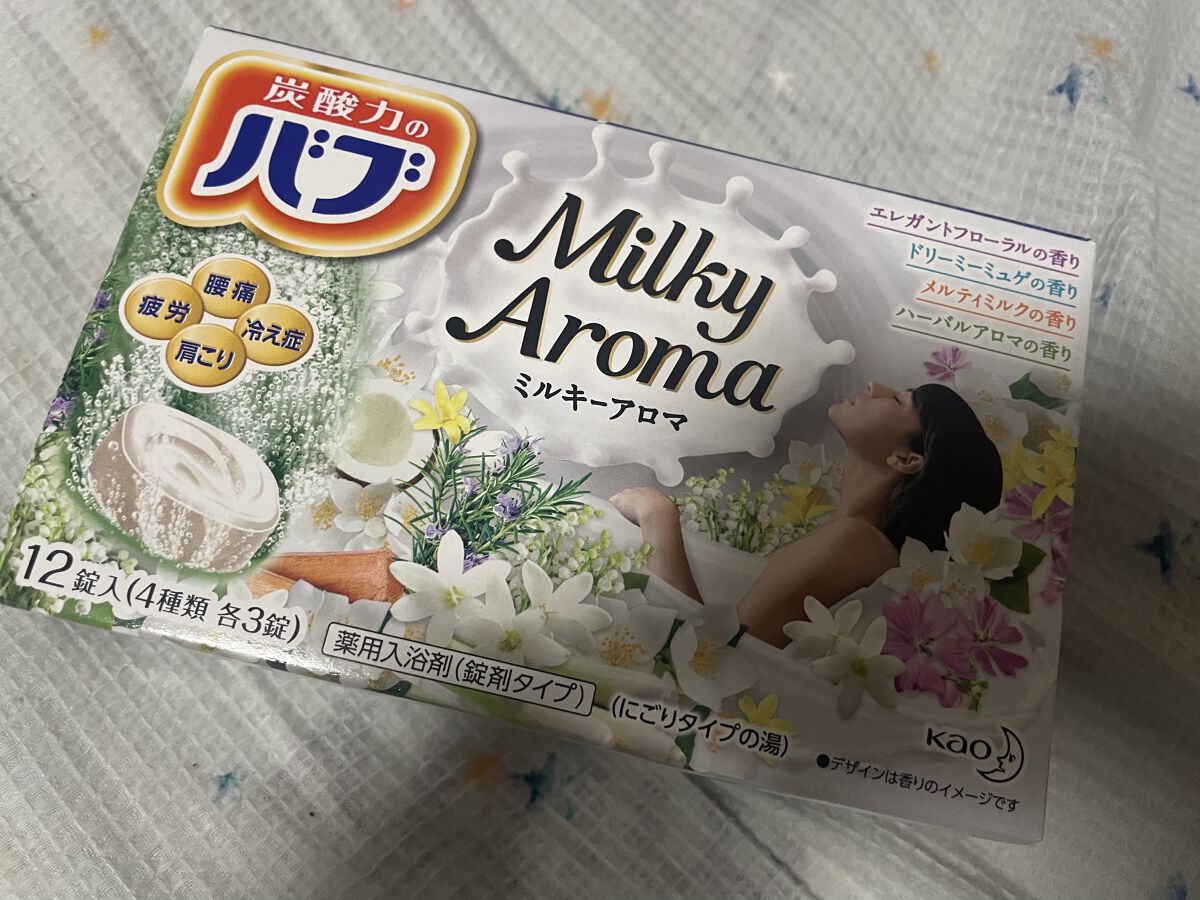 炭酸力の
バブ
Milky
Aroma
ミルキーアロマ
エレガントフローラルの香り
ドリーミーミュゲの香り
メルティミルクの香り
ハーバルアロマの香り
腰痛
疲労
冷え症
肩こり
12錠入(4種類 各3錠)
薬用入浴剤(錠剤タイプ)
(にごりタイプの湯)
Kao
●デザインは香りのイメージです